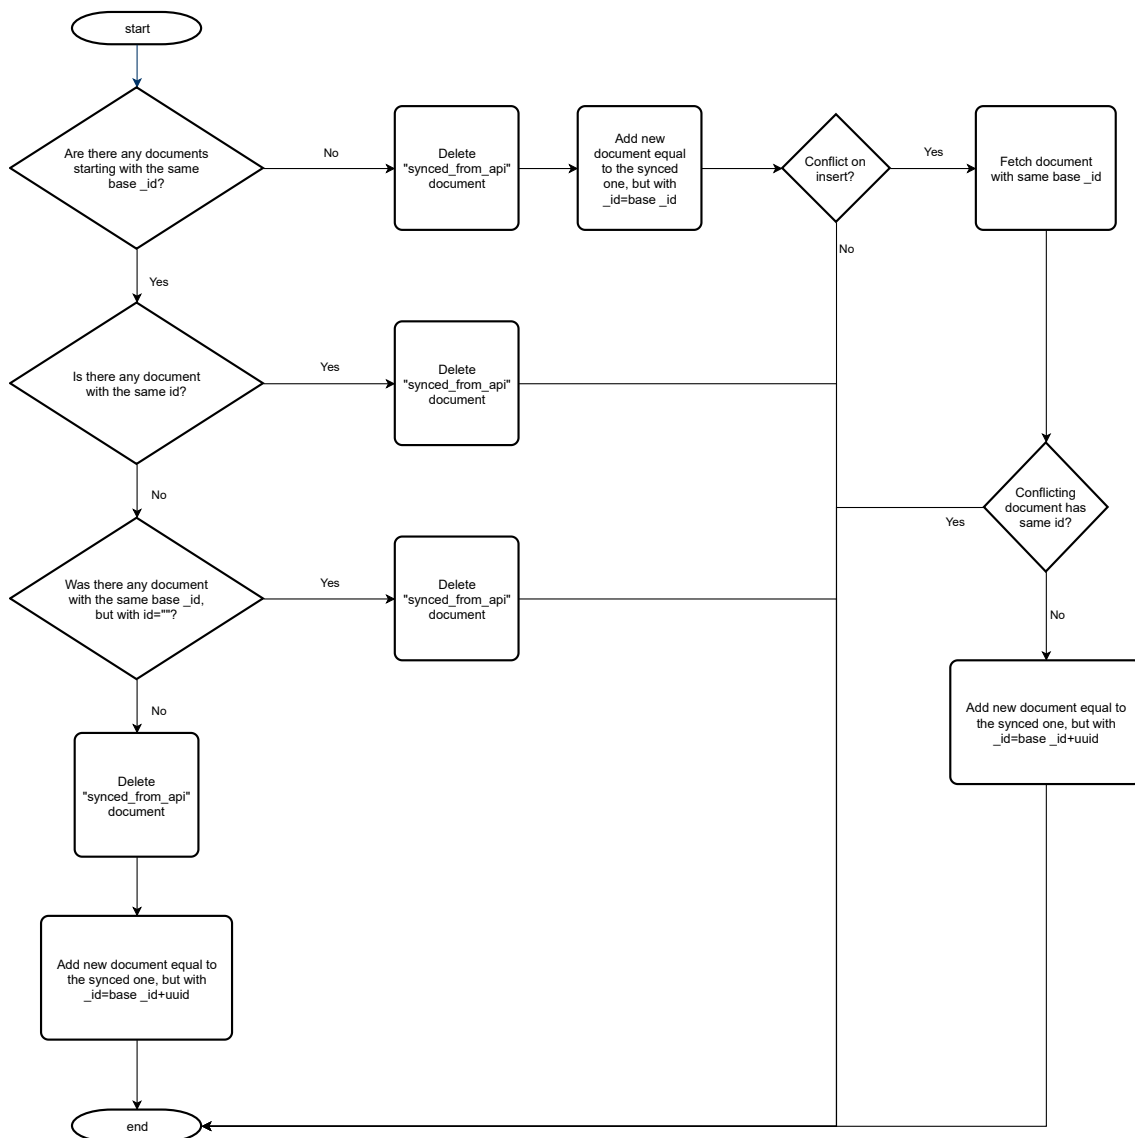 start
Are there any documents
starting with the same
base _id?
No
Delete
"synced_from_api"
document
Add new
document equal
to the synced
one, but with
_id=base _id
Conflict on
insert?
Yes
Fetch document
with same base _id
No
Yes
Is there any document
with the same id?
Yes
Delete
"synced_from_api"
document
No
Conflicting
document has
same id?
Yes
No
Was there any document
with the same base _id,
but with id=""?
Yes
Delete
"synced_from_api"
document
No
Add new document equal to
the synced one, but with
_id=base _id+uuid
Delete
"synced_from_api"
document
Add new document equal to
the synced one, but with
_id=base _id+uuid
end